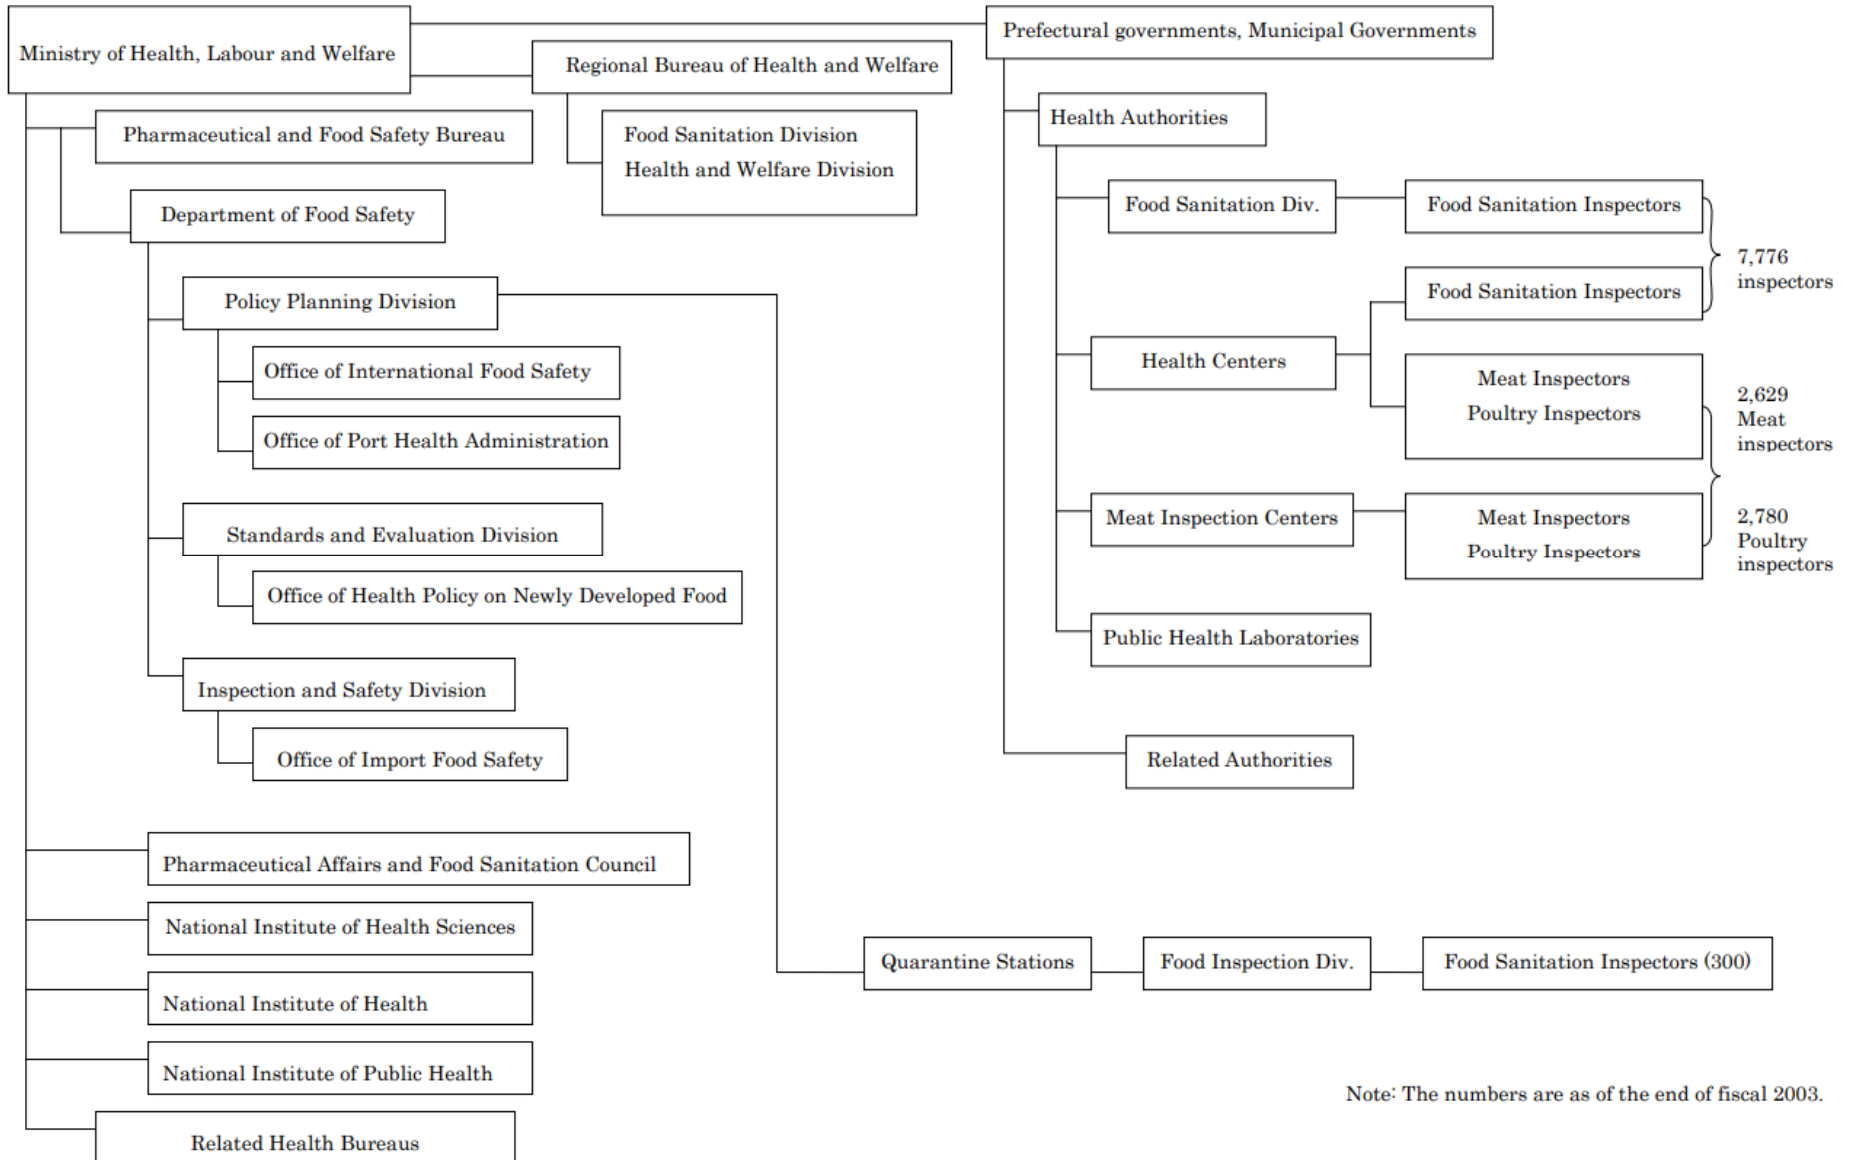 Ministry of Health, Labour and Welfare
Prefectural governments, Municipal Governments
Regional Bureau of Health and Welfare
Pharmaceutical and Food Safety Bureau
Food Sanitation Division
Health and Welfare Division
Department of Food Safety
Policy Planning Division
Office of International Food Safety
Office of Port Health Administration
Standards and Evaluation Division
Office of Health Policy on Newly Developed Food
Inspection and Safety Division
Office of Import Food Safety
Pharmaceutical Affairs and Food Sanitation Council
National Institute of Health Sciences
National Institute of Health
National Institute of Public Health
Related Health Bureaus
Health Authorities
Food Sanitation Div.
Food Sanitation Inspectors
7,776
inspectors
Food Sanitation Inspectors
Health Centers
Meat Inspectors
Poultry Inspectors
2,629
Meat
inspectors
Meat Inspection Centers
Meat Inspectors
Poultry Inspectors
2,780
Poultry
inspectors
Public Health Laboratories
Related Authorities
Quarantine Stations
Food Inspection Div.
Food Sanitation Inspectors (300)
Note: The numbers are as of the end of fiscal 2003.